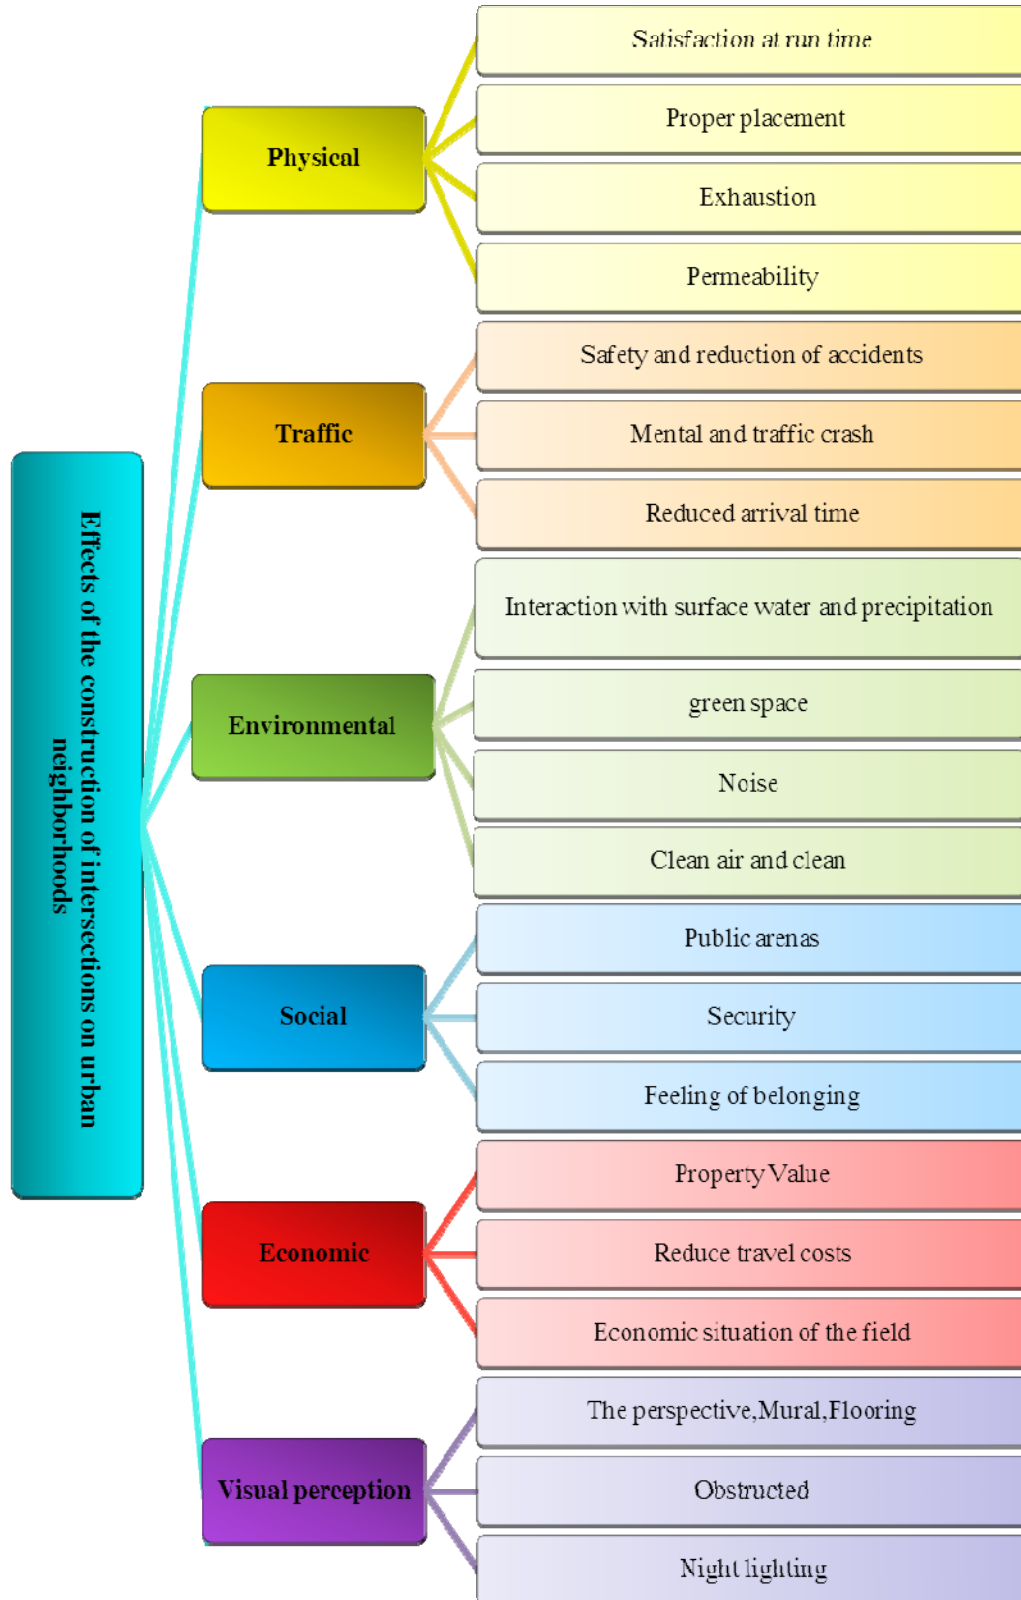 Effects of the construction of intersections on urban
neighborhoods
Physical
Satisfaction at run time
Proper placement
Exhaustion
Permeability
Traffic
Safety and reduction of accidents
Mental and traffic crash
Reduced arrival time
Environmental
Interaction with surface water and precipitation
green space
Noise
Clean air and clean
Social
Public arenas
Security
Feeling of belonging
Economic
Property Value
Reduce travel costs
Economic situation of the field
Visual perception
The perspective,Mural,Flooring
Obstructed
Night lighting